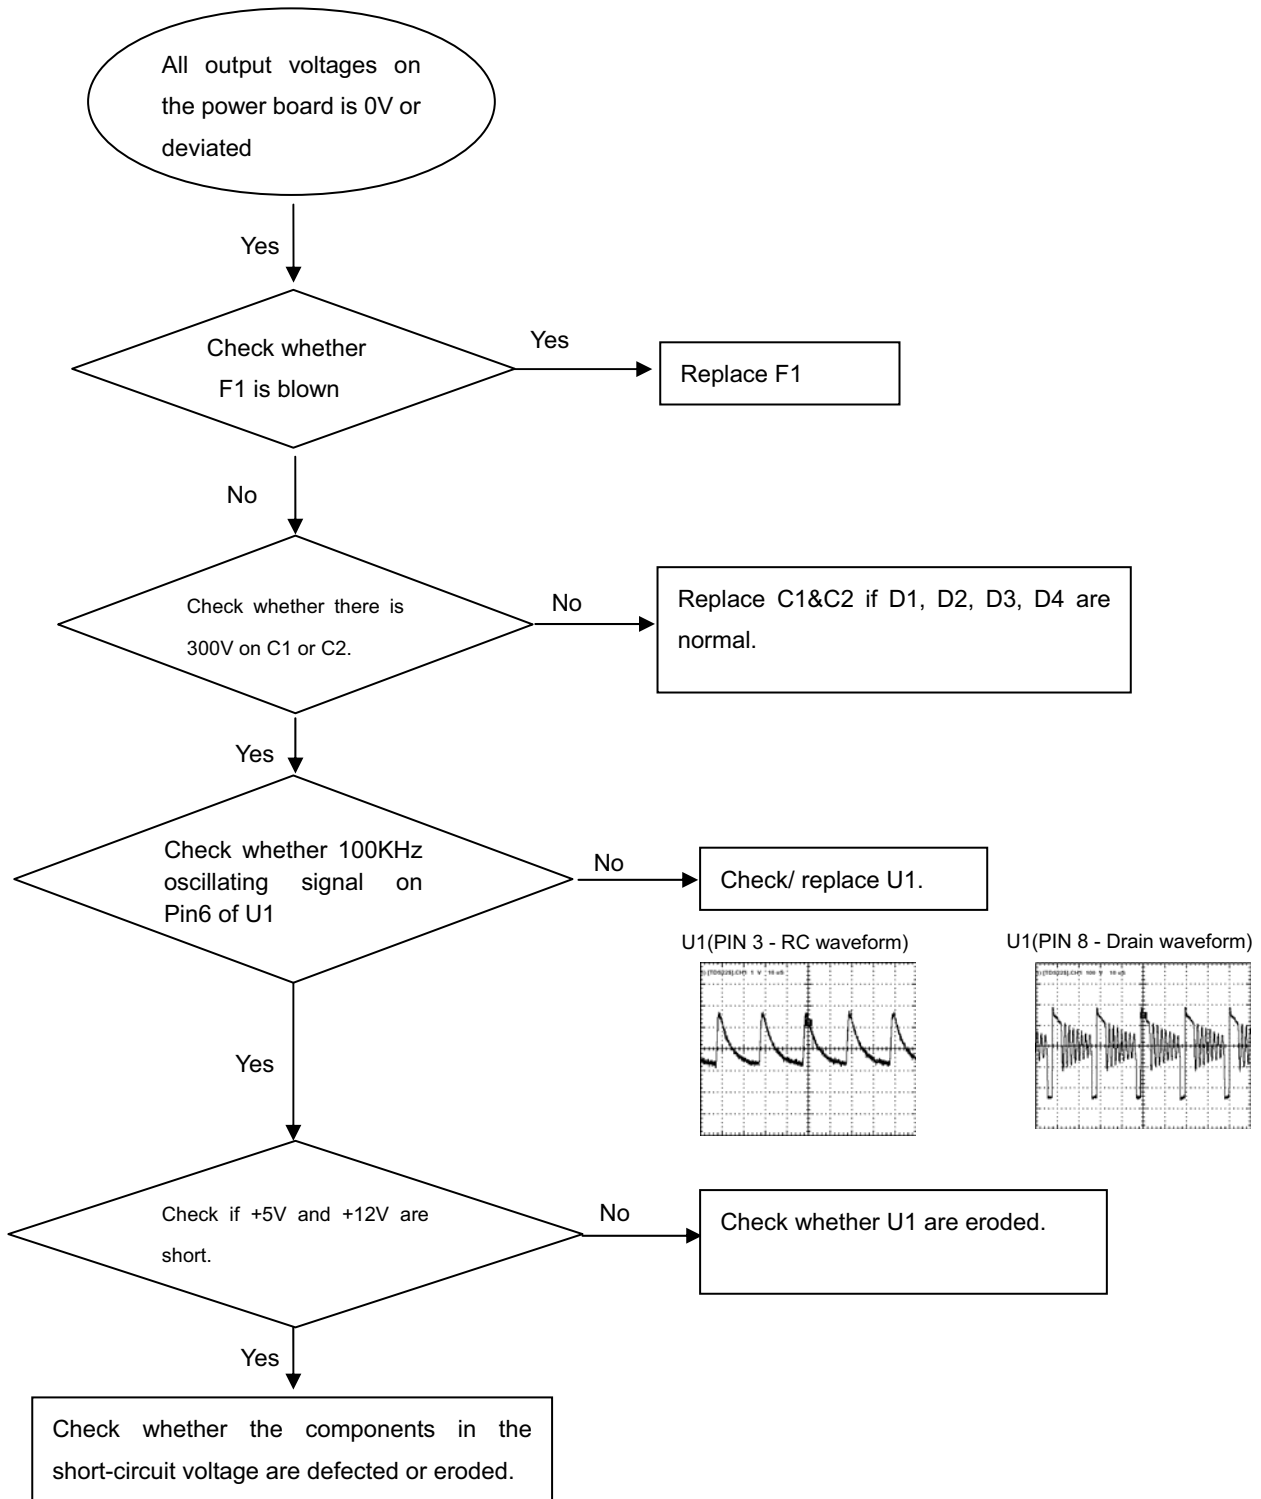 All output voltages on
the power board is 0V or
deviated
Yes
Check whether
F1 is blown
Yes
Replace F1
No
Check whether there is
300V on C1 or C2.
No
Replace C1&C2 if D1, D2, D3, D4 are
normal.
Yes
Check whether 100KHz
oscillating signal on
Pin6 of U1
No
Check/ replace U1.
U1(PIN 3 - RC waveform)
U1(PIN 8 - Drain waveform)
Yes
Check if +5V and +12V are
short.
No
Check whether U1 are eroded.
Yes
Check whether the components in the
short-circuit voltage are defected or eroded.